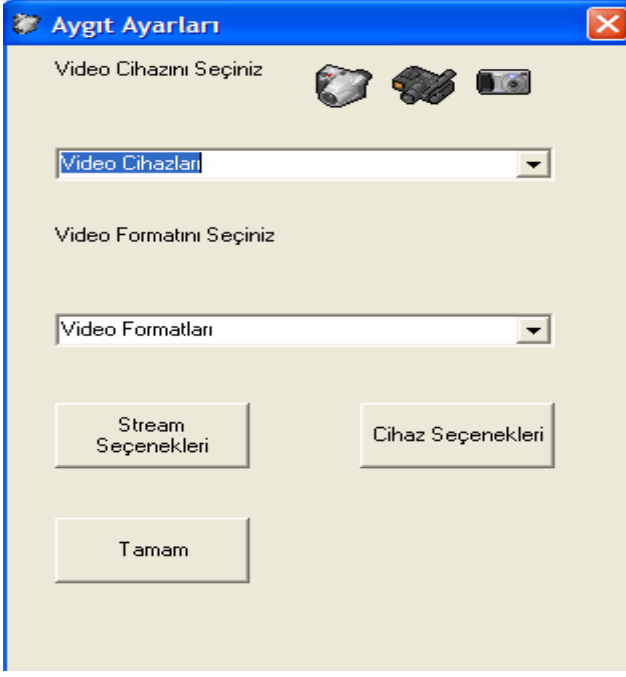 Aygıt Ayarları
Video Cihazını Seçiniz
Video Cihazları
Video Formatını Seçiniz
Video Formatları
Stream
Seçenekleri
Cihaz Seçenekleri
Tamam